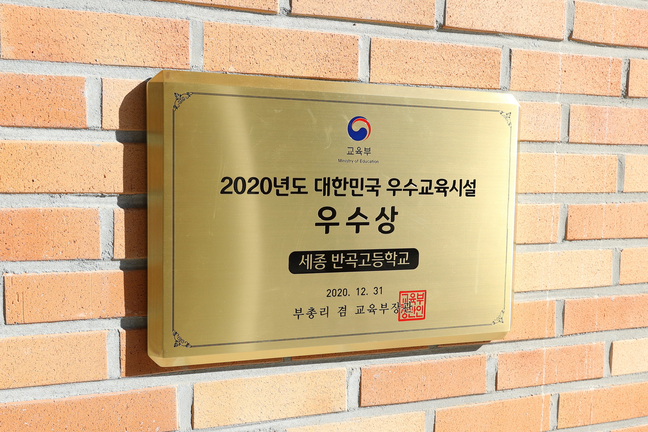 교육부
Ministry of Education
2020년도 대한민국 우수교육시설
우수상
세종 반곡고등학교
2020. 12. 31
부총리 겸 교육부장관